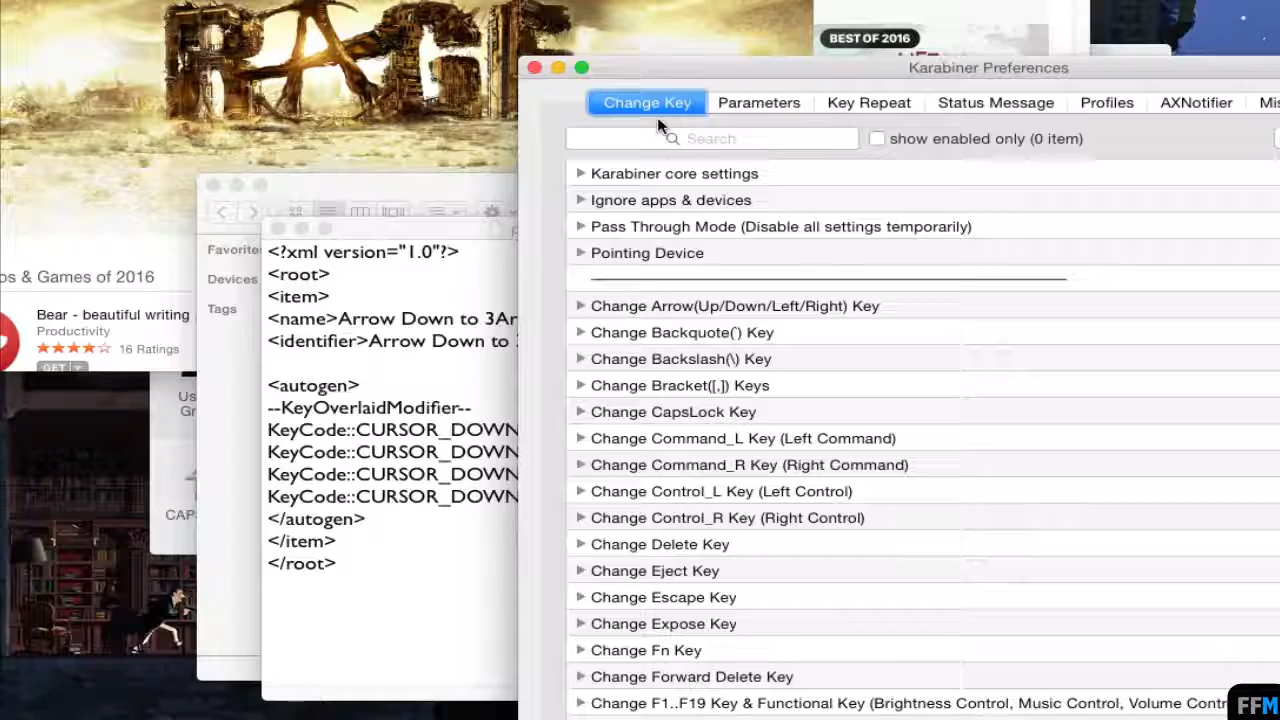 RAGE
BEST OF 2016
ps & Games of 2016
Bear - beautiful writing
Productivity
16 Ratings
GET
Us
Gr
CAPS
Favorites
Devices
Tags
<?xml version="1.0"?>
<root>
<item>
<name>Arrow Down to 3Ar
<identifier>Arrow Down to
<autogen>
--KeyOverlaidModifier--
KeyCode::CURSOR_DOWN
KeyCode::CURSOR_DOWN
KeyCode::CURSOR_DOWN
KeyCode::CURSOR_DOWN
</autogen>
</item>
</root>
Karabiner Preferences
Change Key
Parameters
Key Repeat
Status Message
Profiles
AXNotifier
Mis
Search
show enabled only (0 item)
Karabiner core settings
Ignore apps & devices
Pass Through Mode (Disable all settings temporarily)
Pointing Device
Change Arrow(Up/Down/Left/Right) Key
Change Backquote(`) Key
Change Backslash(\) Key
Change Bracket([,]) Keys
Change CapsLock Key
Change Command_L Key (Left Command)
Change Command_R Key (Right Command)
Change Control_L Key (Left Control)
Change Control_R Key (Right Control)
Change Delete Key
Change Eject Key
Change Escape Key
Change Expose Key
Change Fn Key
Change Forward Delete Key
Change F1..F19 Key & Functional Key (Brightness Control, Music Control, Volume Contr
FFM